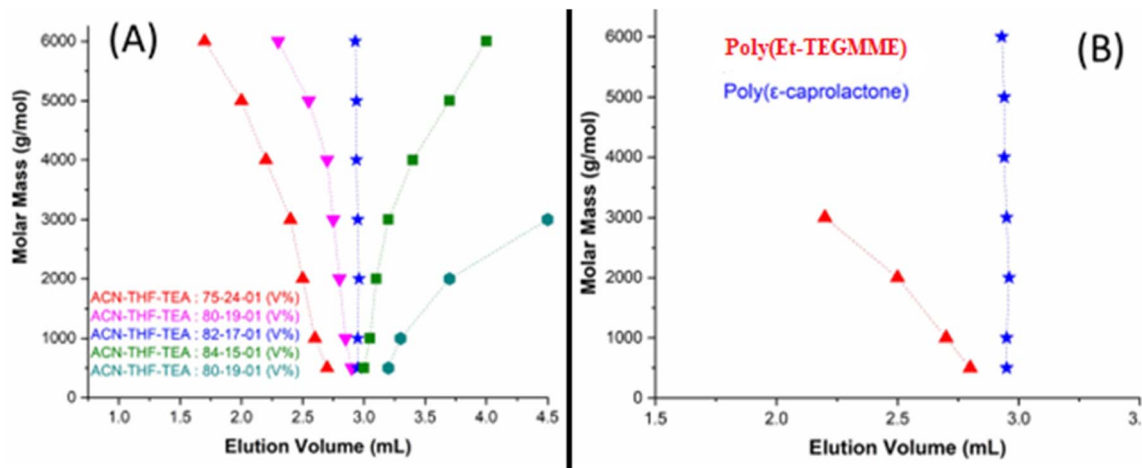 (A)
Molar Mass (g/mol)
6000
5000
4000
3000
2000
1000
0
ACN-THF-TEA : 75-24-01 (V%)
ACN-THF-TEA : 80-19-01 (V%)
ACN-THF-TEA : 82-17-01 (V%)
ACN-THF-TEA : 84-15-01 (V%)
ACN-THF-TEA : 80-19-01 (V%)
1.0 1.5 2.0 2.5 3.0 3.5 4.0 4.5
Elution Volume (mL)
(B)
Poly(Et-TEGMME)
Poly(ε-caprolactone)
Molar Mass (g/mol)
6000
5000
4000
3000
2000
1000
0
1.5 2.0 2.5 3.0 3.
Elution Volume (mL)